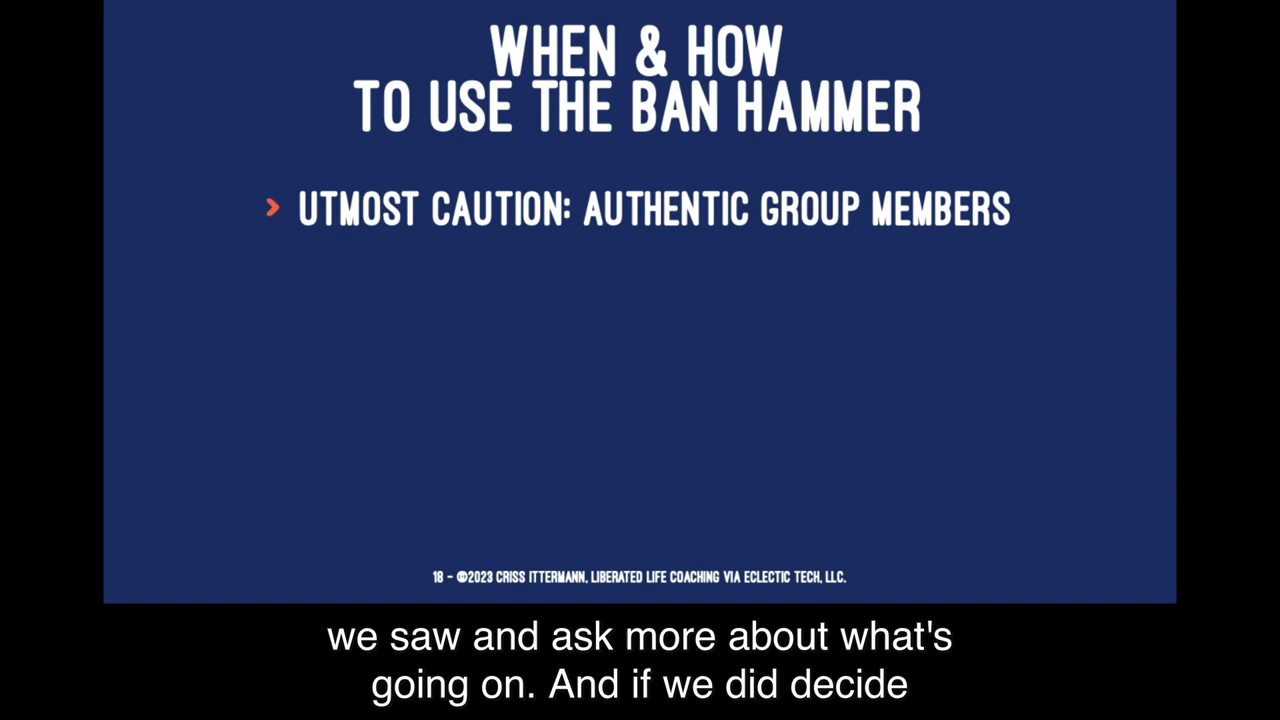 WHEN & HOW
TO USE THE BAN HAMMER
> UTMOST CAUTION: AUTHENTIC GROUP MEMBERS
18 - ©2023 CRISS ITTERMANN, LIBERATED LIFE COACHING VIA ECLECTIC TECH, LLC.
we saw and ask more about what's
going on. And if we did decide